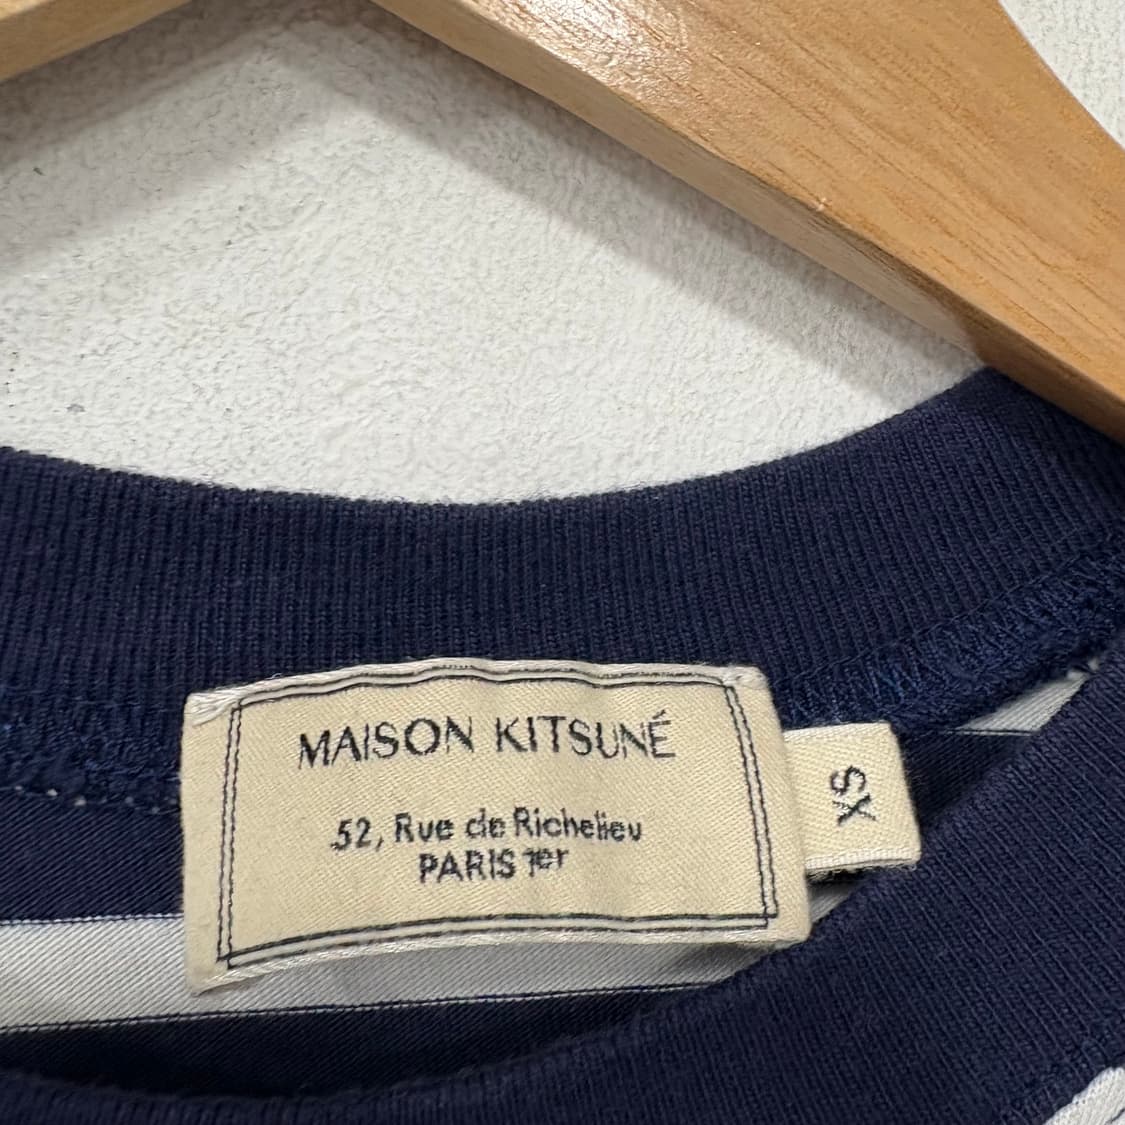 MAISON KITSUNÉ
52, Rue de Richelieu
PARIS 1er
XS